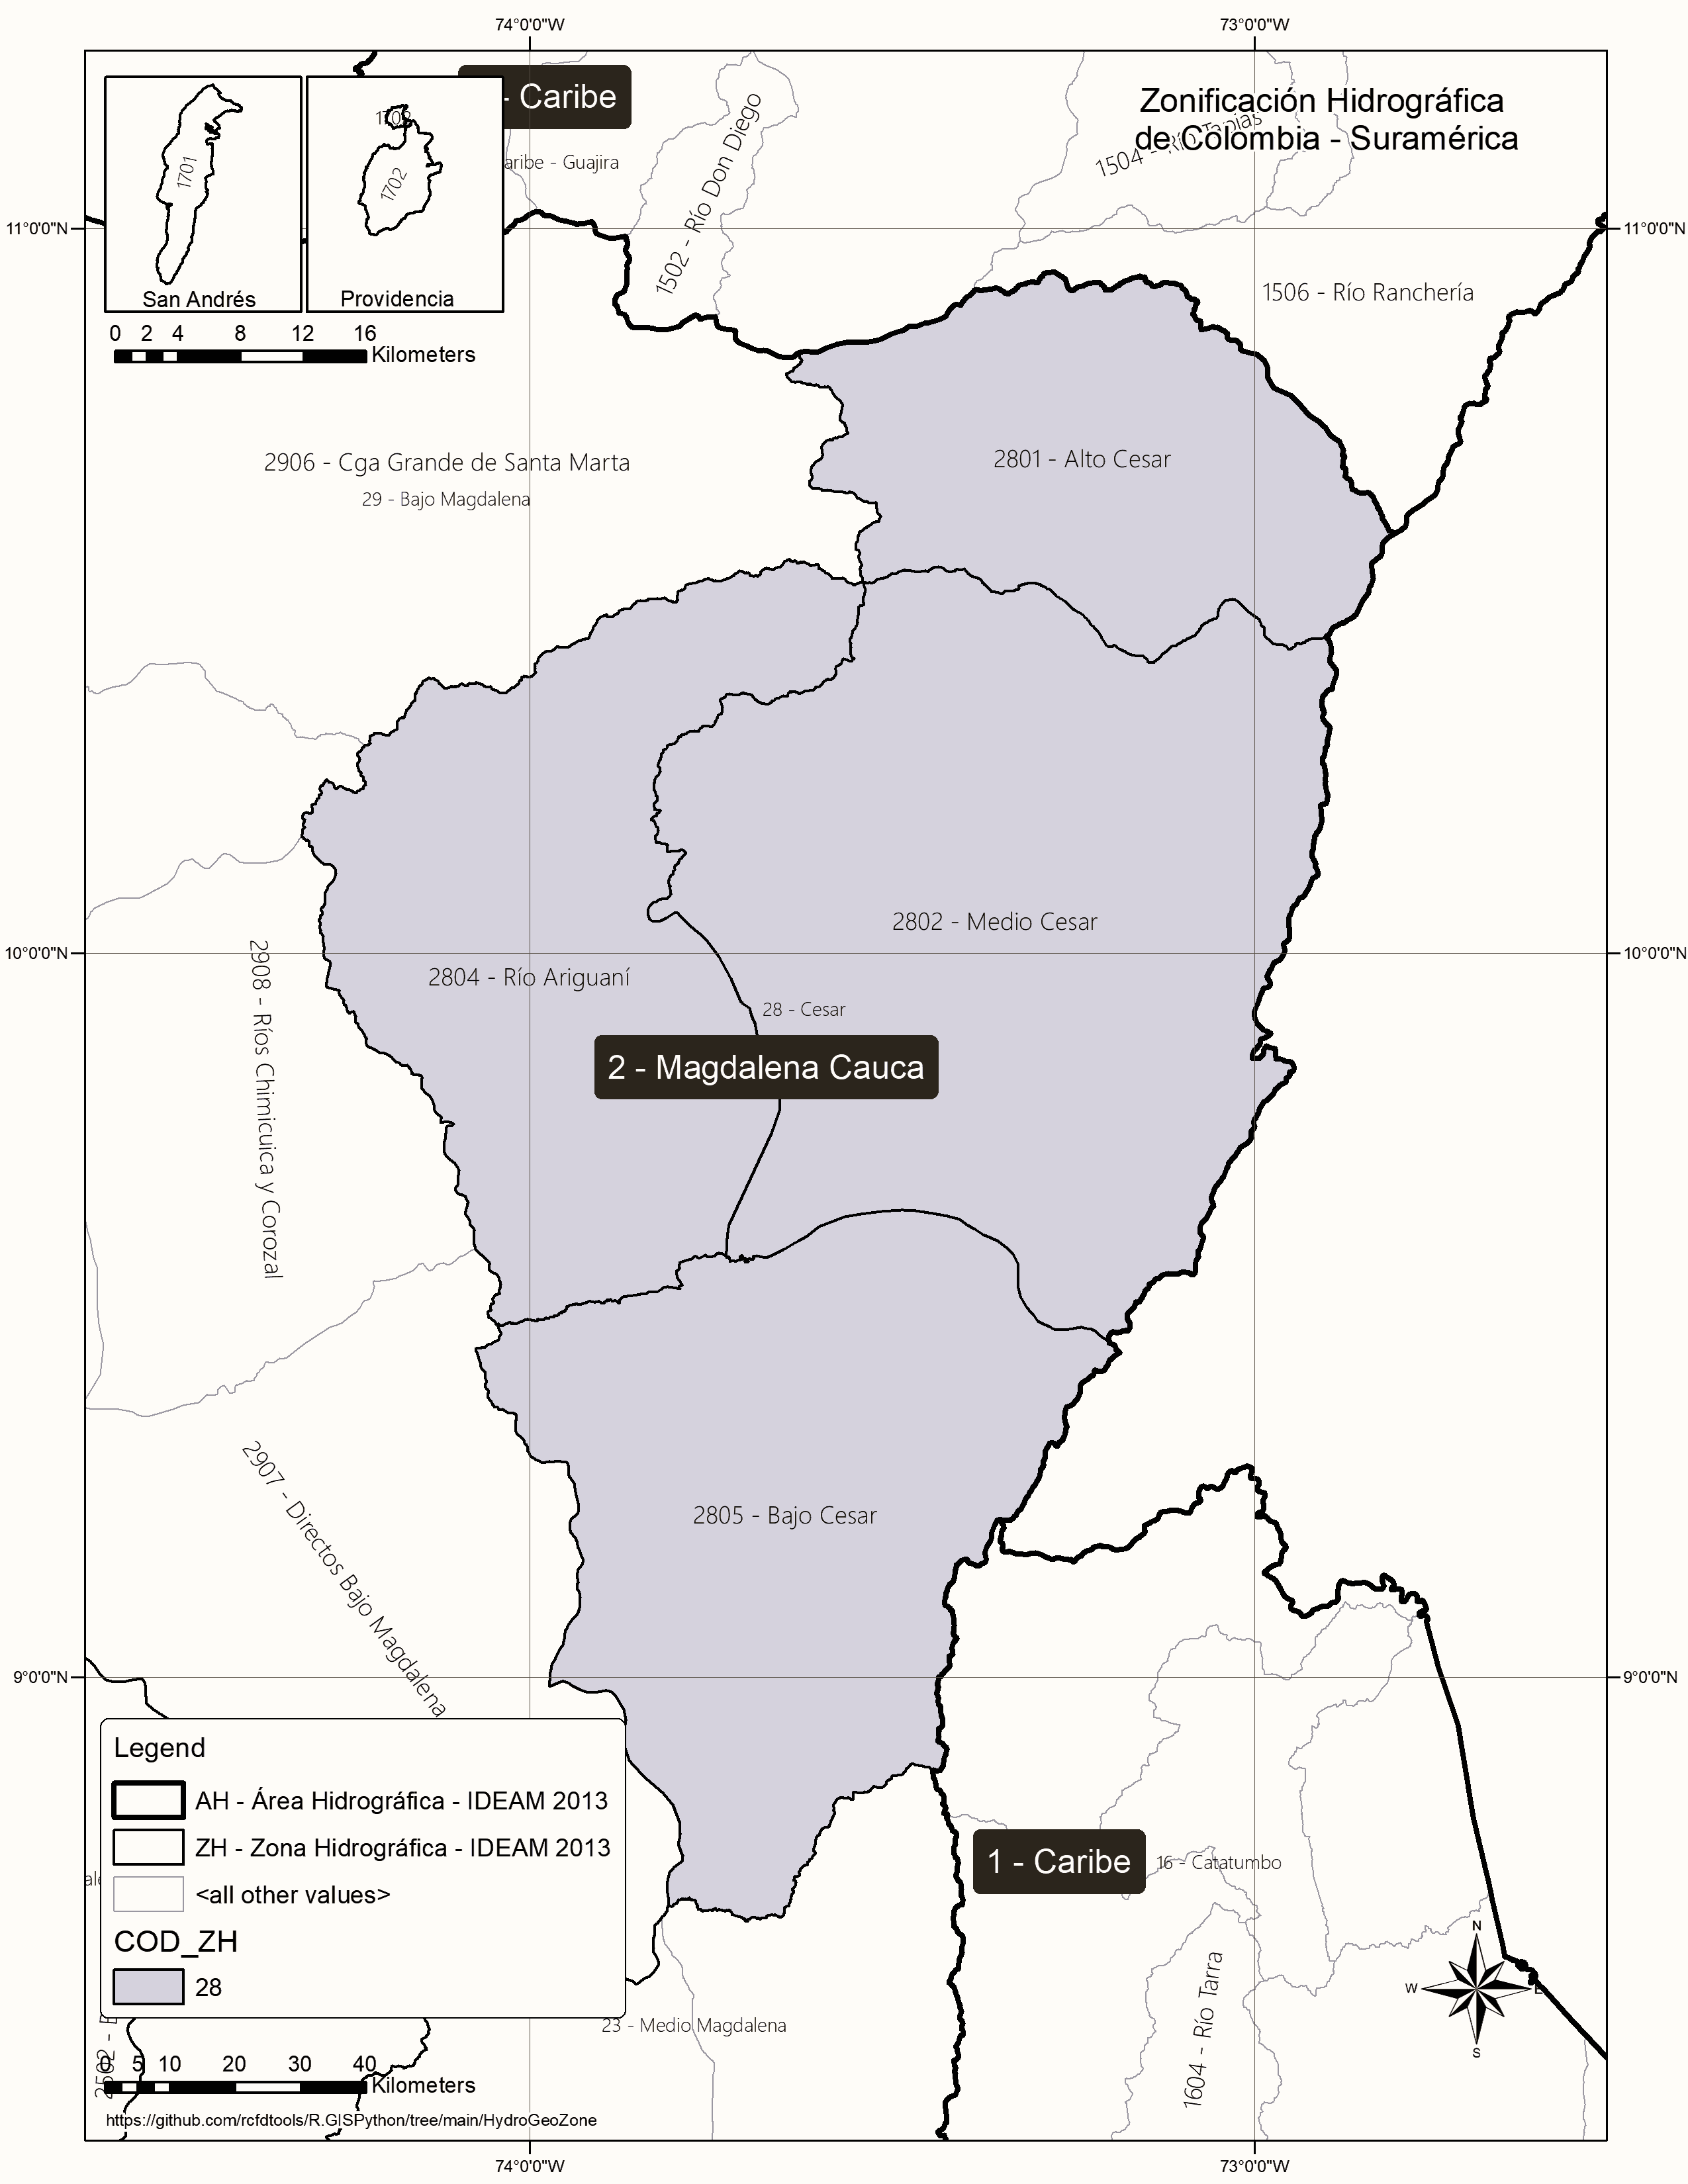 74°0'0"W
73°0'0"W
- Caribe
Zonificación Hidrográfica
de Colombia - Suramérica
1701
San Andrés
1702
Providencia
0 2 4 8 12 16
Kilometers
aribe - Guajira
1502 - Río Don Diego
1504 - Río Tapias
11°0'0"N
11°0'0"N
1506 - Río Ranchería
2906 - Cga Grande de Santa Marta
29 - Bajo Magdalena
2801 - Alto Cesar
2802 - Medio Cesar
10°0'0"N
10°0'0"N
2804 - Río Ariguaní
28 - Cesar
2 - Magdalena Cauca
2908 - Ríos Chimicuica y Corozal
2907 - Directos Bajo Magdalena
2805 - Bajo Cesar
9°0'0"N
9°0'0"N
Legend
AH - Área Hidrográfica - IDEAM 2013
ZH - Zona Hidrográfica - IDEAM 2013
<all other values>
COD_ZH
28
1 - Caribe
16 - Catatumbo
1604 - Río Tarra
N
W
E
S
23 - Medio Magdalena
0 5 10 20 30 40
Kilometers
https://github.com/rcfdtools/R.GISPython/tree/main/HydroGeoZone
74°0'0"W
73°0'0"W